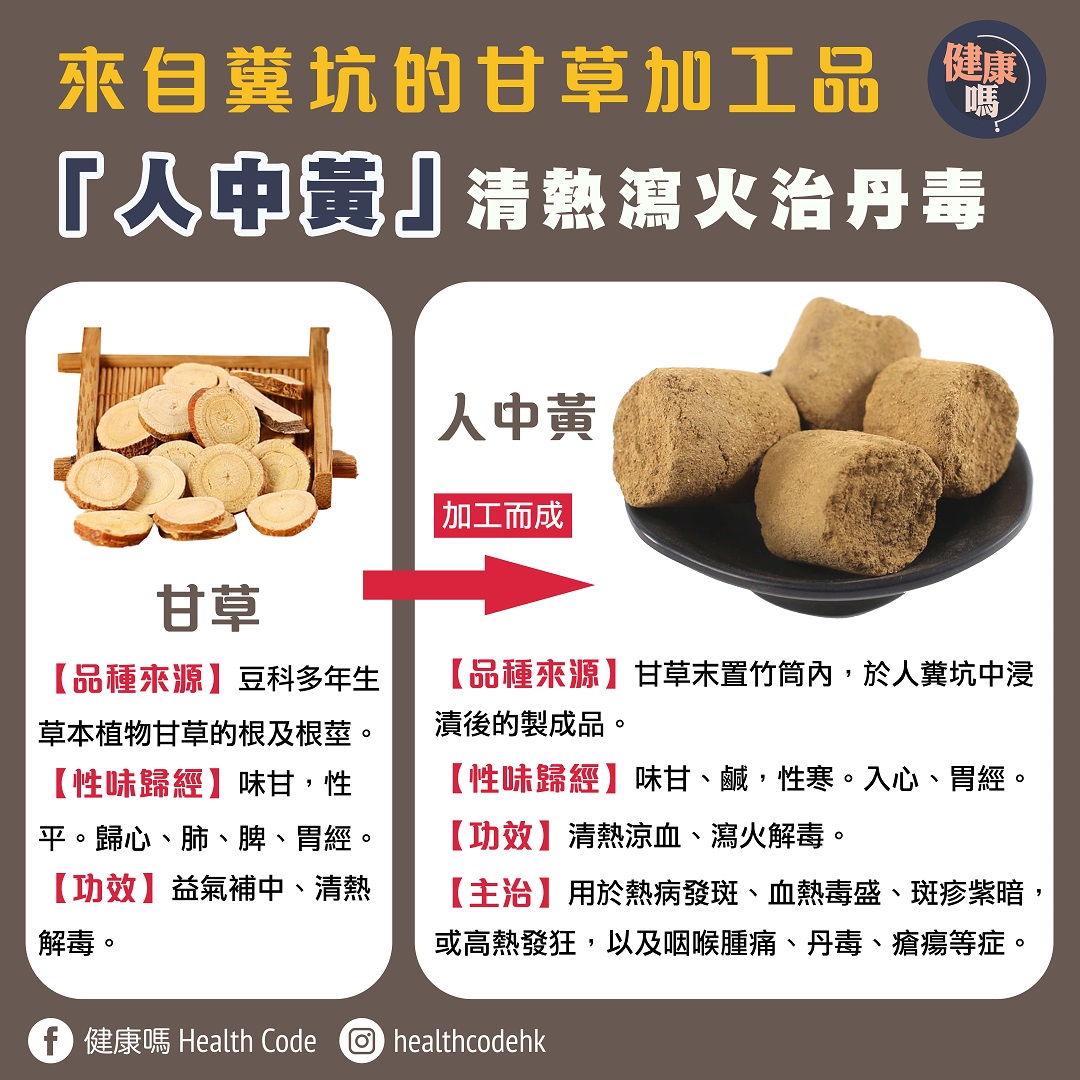 來自糞坑的甘草加工品
健康
嗎?
「人中黃」清熱瀉火治丹毒
甘草
【品種來源】豆科多年生
草本植物甘草的根及根莖。
【性味歸經】味甘，性
平。歸心、肺、脾、胃經。
【功效】益氣補中、清熱
解毒。
人中黃
加工而成
【品種來源】甘草末置竹筒內，於人糞坑中浸
漬後的製成品。
【性味歸經】味甘、鹹，性寒。入心、胃經。
【功效】清熱涼血、瀉火解毒。
【主治】用於熱病發斑、血熱毒盛、斑疹紫暗，
或高熱發狂，以及咽喉腫痛、丹毒、瘡瘍等症。
健康嗎 Health Code
healthcodehk